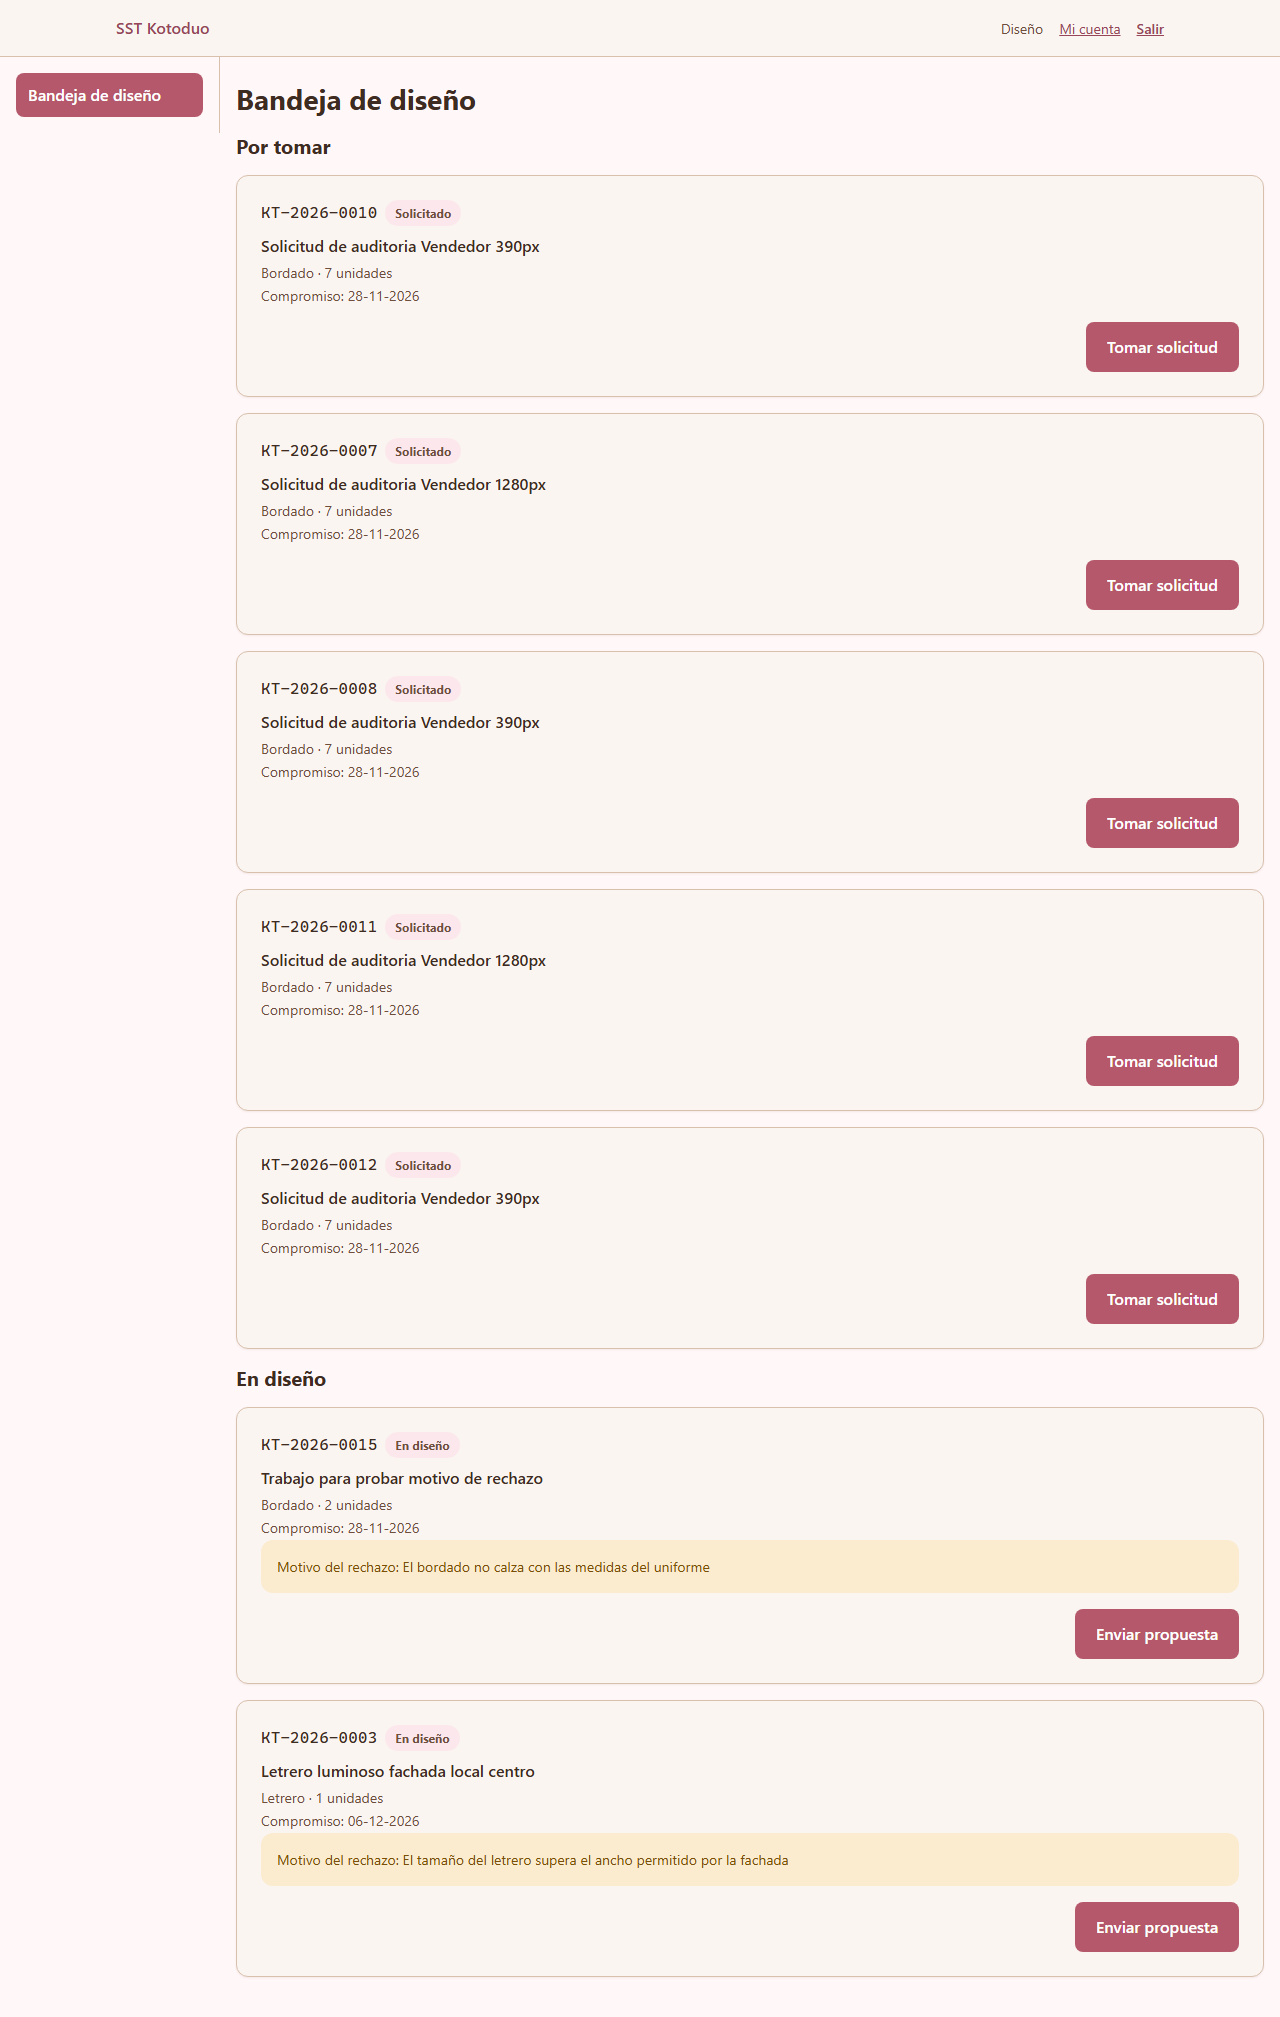 SST Kotoduo
Diseño Mi cuenta Salir
Bandeja de diseño
Bandeja de diseño
Por tomar
KT-2026-0010 Solicitado
Solicitud de auditoria Vendedor 390px
Bordado · 7 unidades
Compromiso: 28-11-2026
Tomar solicitud
KT-2026-0007 Solicitado
Solicitud de auditoria Vendedor 1280px
Bordado · 7 unidades
Compromiso: 28-11-2026
Tomar solicitud
KT-2026-0008 Solicitado
Solicitud de auditoria Vendedor 390px
Bordado · 7 unidades
Compromiso: 28-11-2026
Tomar solicitud
KT-2026-0011 Solicitado
Solicitud de auditoria Vendedor 1280px
Bordado · 7 unidades
Compromiso: 28-11-2026
Tomar solicitud
KT-2026-0012 Solicitado
Solicitud de auditoria Vendedor 390px
Bordado · 7 unidades
Compromiso: 28-11-2026
Tomar solicitud
En diseño
KT-2026-0015 En diseño
Trabajo para probar motivo de rechazo
Bordado · 2 unidades
Compromiso: 28-11-2026
Motivo del rechazo: El bordado no calza con las medidas del uniforme
Enviar propuesta
KT-2026-0003 En diseño
Letrero luminoso fachada local centro
Letrero · 1 unidades
Compromiso: 06-12-2026
Motivo del rechazo: El tamaño del letrero supera el ancho permitido por la fachada
Enviar propuesta